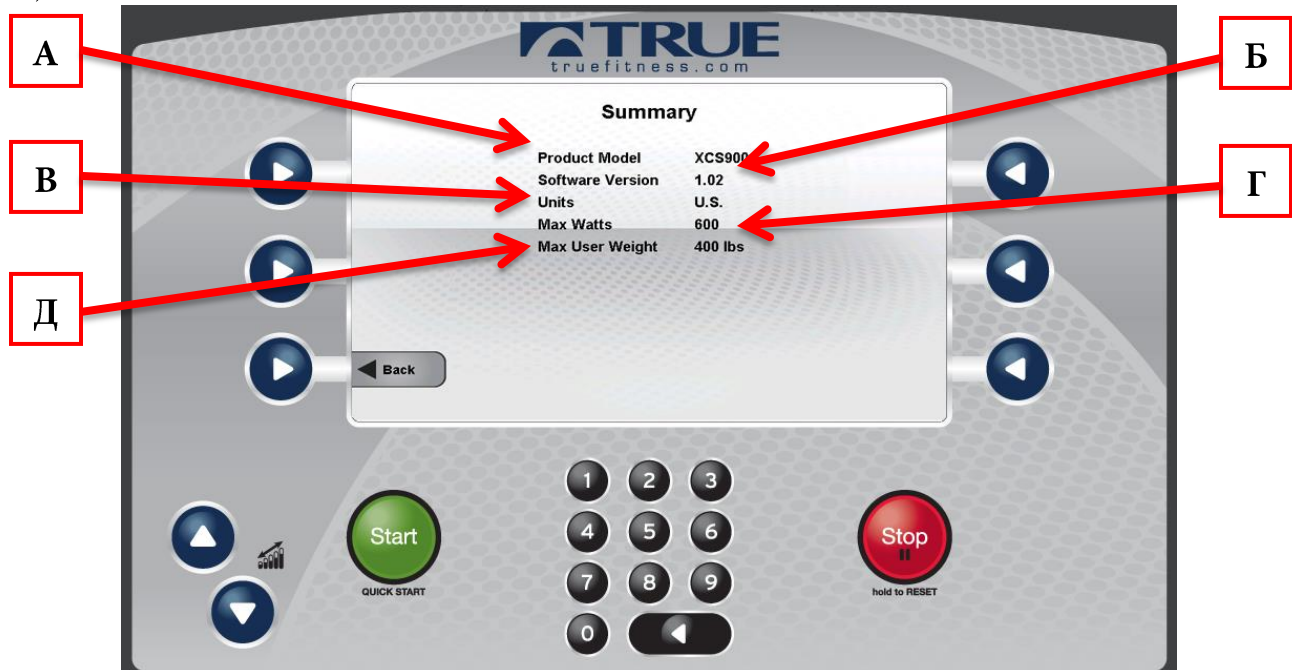 А
Б
В
Г
Д
TRUE
truefitness.com
Summary
Product Model XCS900
Software Version 1.02
Units U.S.
Max Watts 600
Max User Weight 400 lbs
Back
1 2 3
4 5 6
7 8 9
0
Start
QUICK START
Stop
hold to RESET